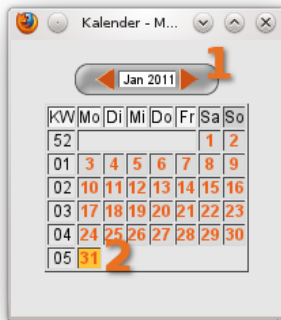 Kalender - M...
1
Jan 2011
KW Mo Di Mi Do Fr Sa So
52 1 2
01 3 4 5 6 7 8 9
02 10 11 12 13 14 15 16
03 17 18 19 20 21 22 23
04 24 25 26 27 28 29 30
05 31 2